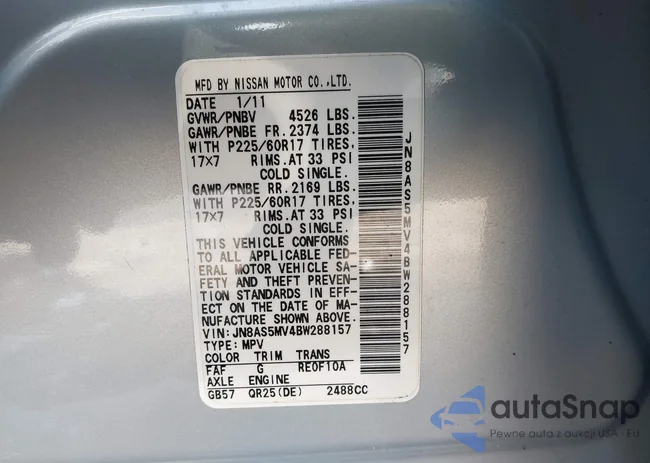 MFD BY NISSAN MOTOR CO.,LTD.
DATE 1/11
GVWR/PNBV 4526 LBS.
GAWR/PNBE FR. 2374 LBS.
WITH P225/60R17 TIRES,
17×7 RIMS.AT 33 PSI
COLD SINGLE.
GAWR/PNBE RR. 2169 LBS.
WITH P225/60R17 TIRES,
17×7 RIMS.AT 33 PSI
COLD SINGLE.
THIS VEHICLE CONFORMS
TO ALL APPLICABLE FED-
ERAL MOTOR VEHICLE SA-
FETY AND THEFT PREVEN-
TION STANDARDS IN EFF-
ECT ON THE DATE OF MA-
NUFACTURE SHOWN ABOVE.
VIN: JN8AS5MV4BW288157
TYPE: MPV
COLOR TRIM TRANS
FAF G RE0F10A
AXLE ENGINE
GB57 QR25(DE) 2488CC
JN8AS5MV4BW288157
autaSnap
Pewne auta z aukcji USA - EU